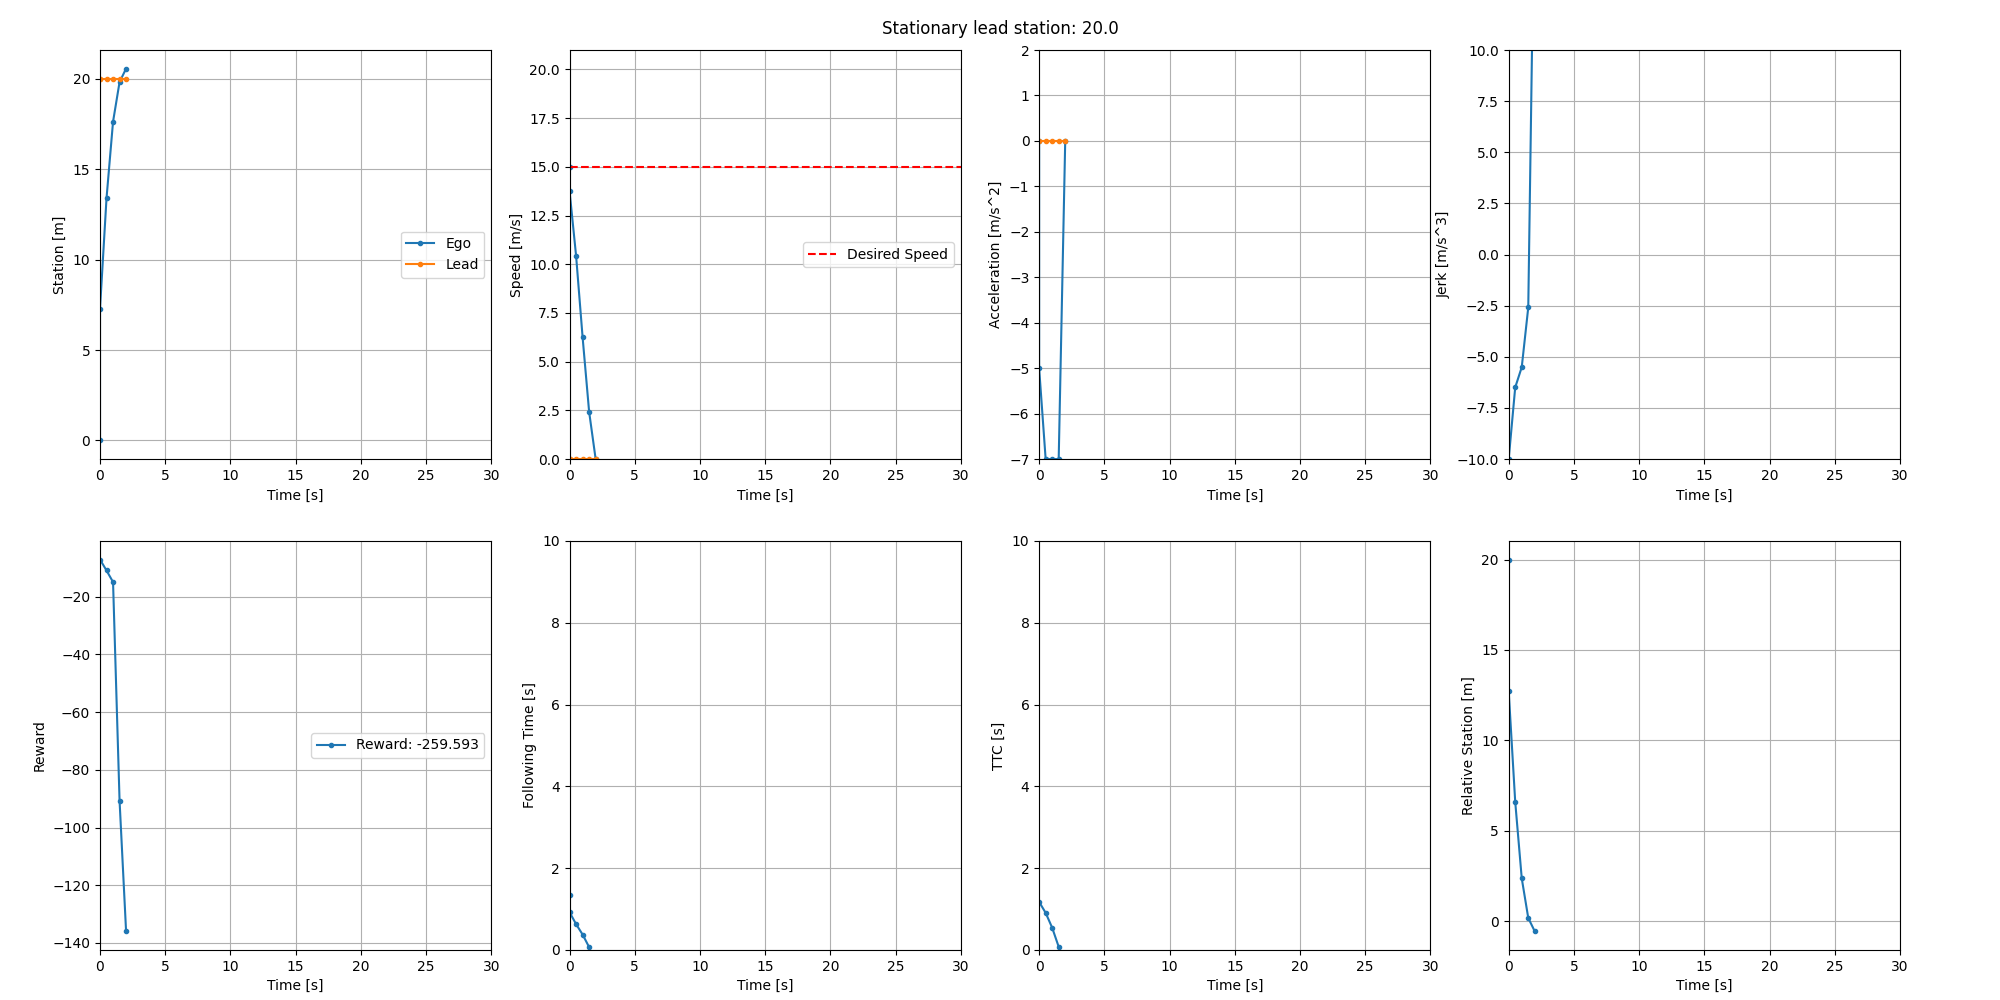 Stationary lead station: 20.0
Station [m]
20
15
10
5
0
Ego
Lead
0 5 10 15 20 25 30
Time [s]
Speed [m/s]
20.0
17.5
15.0
12.5
10.0
7.5
5.0
2.5
0.0
Desired Speed
0 5 10 15 20 25 30
Time [s]
Acceleration [m/s^2]
2
1
0
−1
−2
−3
−4
−5
−6
−7
0 5 10 15 20 25 30
Time [s]
Jerk [m/s^3]
10.0
7.5
5.0
2.5
0.0
−2.5
−5.0
−7.5
−10.0
0 5 10 15 20 25 30
Time [s]
Reward
−20
−40
−60
−80
−100
−120
−140
Reward: -259.593
0 5 10 15 20 25 30
Time [s]
Following Time [s]
10
8
6
4
2
0
0 5 10 15 20 25 30
Time [s]
TTC [s]
10
8
6
4
2
0
0 5 10 15 20 25 30
Time [s]
Relative Station [m]
20
15
10
5
0
0 5 10 15 20 25 30
Time [s]